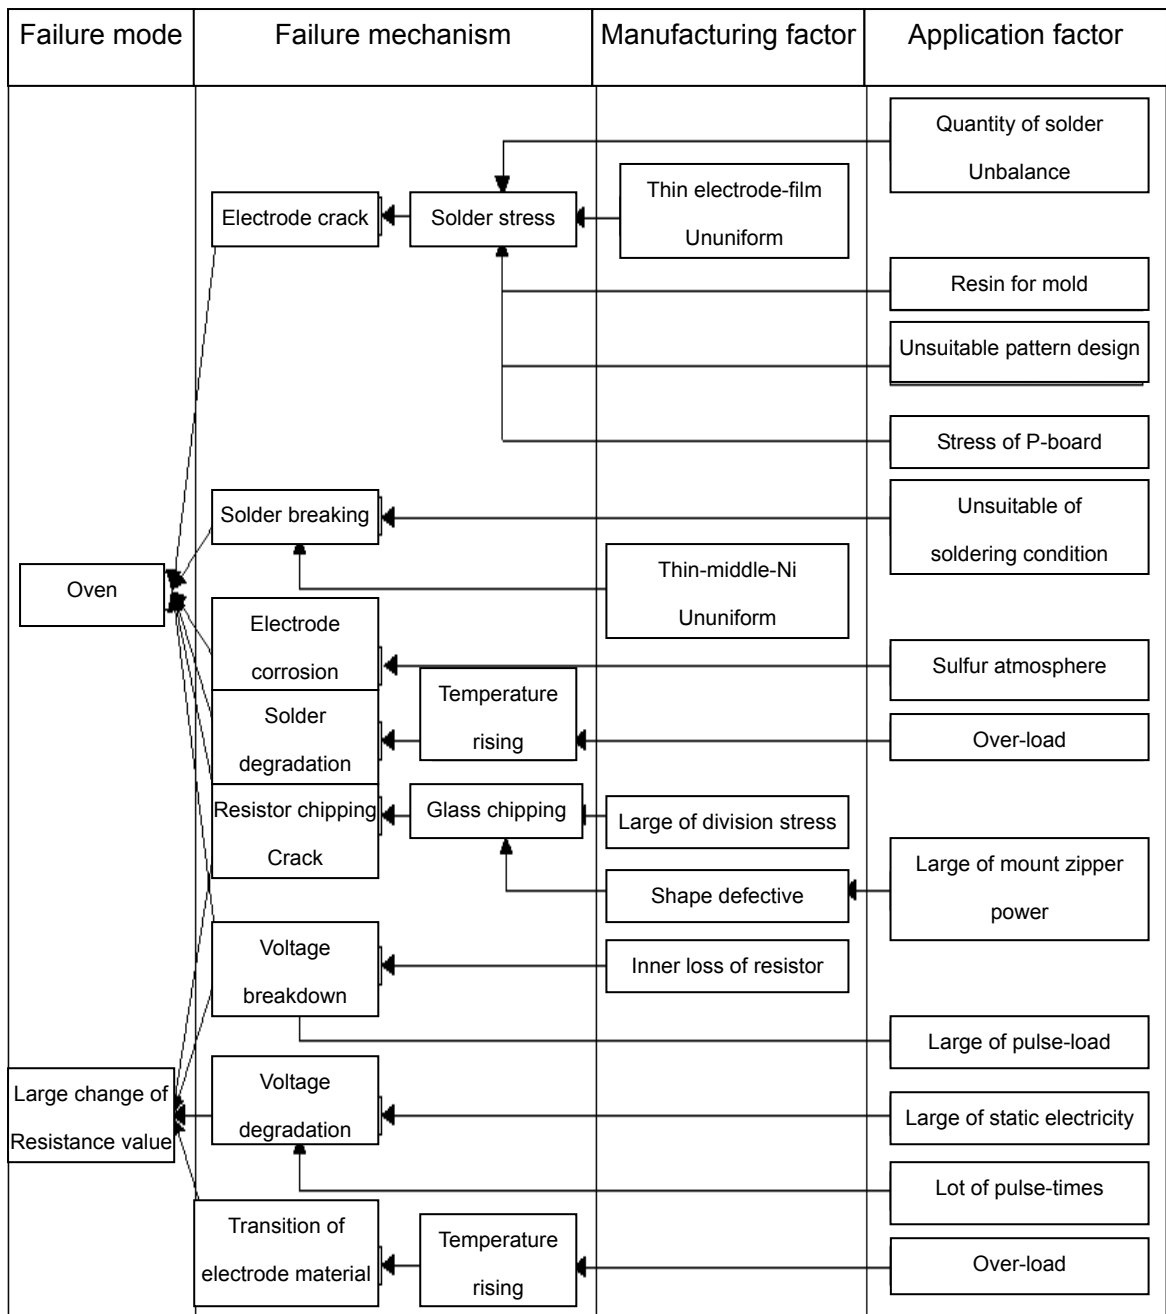 Failure mode
Failure mechanism
Manufacturing factor
Application factor
Quantity of solder
Unbalance
Thin electrode-film
Ununiform
Electrode crack
Solder stress
Resin for mold
Unsuitable pattern design
Stress of P-board
Solder breaking
Unsuitable of
soldering condition
Thin-middle-Ni
Ununiform
Oven
Electrode
corrosion
Sulfur atmosphere
Solder
degradation
Temperature
rising
Over-load
Resistor chipping
Crack
Glass chipping
Large of division stress
Shape defective
Large of mount zipper
power
Voltage
breakdown
Inner loss of resistor
Large of pulse-load
Large change of
Resistance value
Voltage
degradation
Large of static electricity
Lot of pulse-times
Transition of
electrode material
Temperature
rising
Over-load